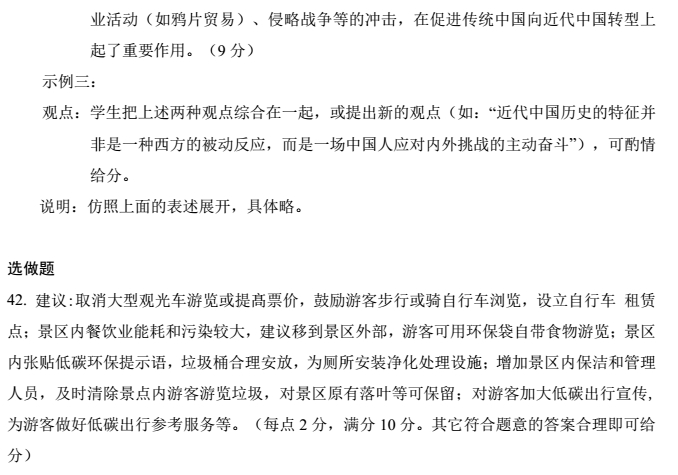 业活动（如鸦片贸易）、侵略战争等的冲击，在促进传统中国向近代中国转型上
起了重要作用。（9 分）
示例三：
观点：学生把上述两种观点综合在一起，或提出新的观点（如：“近代中国历史的特征并
非是一种西方的被动反应，而是一场中国人应对内外挑战的主动奋斗”），可酌情
给分。
说明：仿照上面的表述展开，具体略。
选做题
42. 建议:取消大型观光车游览或提高票价，鼓励游客步行或骑自行车浏览，设立自行车 租赁
点；景区内餐饮业能耗和污染较大，建议移到景区外部，游客可用环保袋自带食物游览；景区
内张贴低碳环保提示语，垃圾桶合理安放，为厕所安装净化处理设施；增加景区内保洁和管理
人员，及时清除景点内游客游览垃圾，对景区原有落叶等可保留；对游客加大低碳出行宣传,
为游客做好低碳出行参考服务等。（每点 2 分，满分 10 分。其它符合题意的答案合理即可给
分）